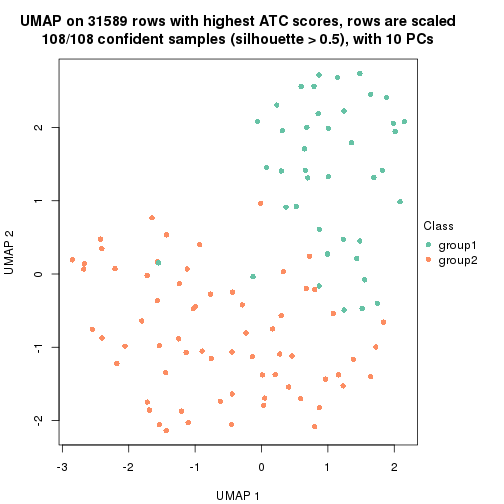 UMAP on 31589 rows with highest ATC scores, rows are scaled
108/108 confident samples (silhouette > 0.5), with 10 PCs
2
1
0
-1
-2
UMAP 2
-3
-2
-1
0
1
2
UMAP 1
Class
group1
group2